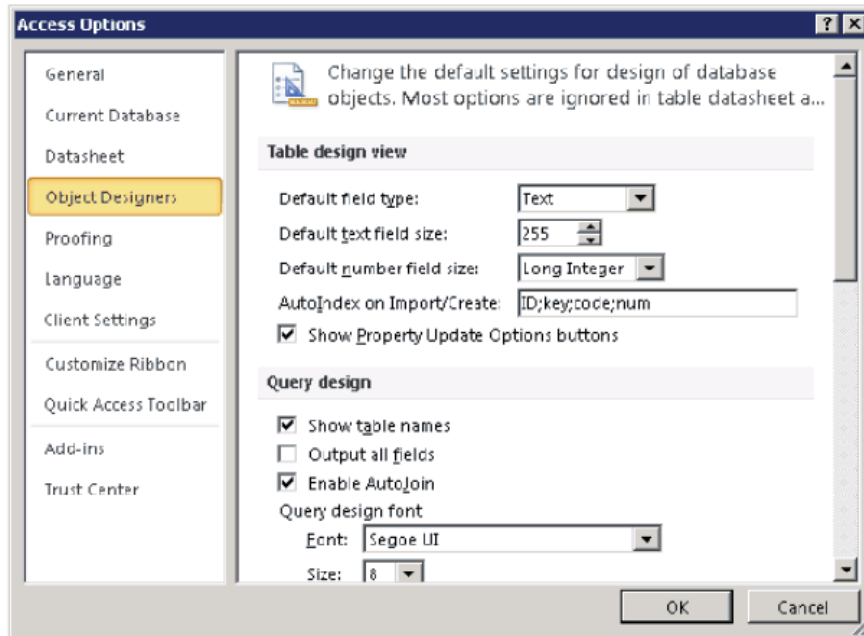 Access Options
General
Current Database
Datasheet
Object Designers
Proofing
Language
Client Settings
Customize Ribbon
Quick Access Toolbar
Add-ins
Trust Center
Change the default settings for design of database
objects. Most options are ignored in table datasheet a...
Table design view
Default field type: Text
Default text field size: 255
Default number field size: Long Integer
AutoIndex on Import/Create: ID;key;code;num
Show Property Update Options buttons
Query design
Show table names
Output all fields
Enable AutoJoin
Query design font
Font: Segoe UI
Size: 8
OK Cancel